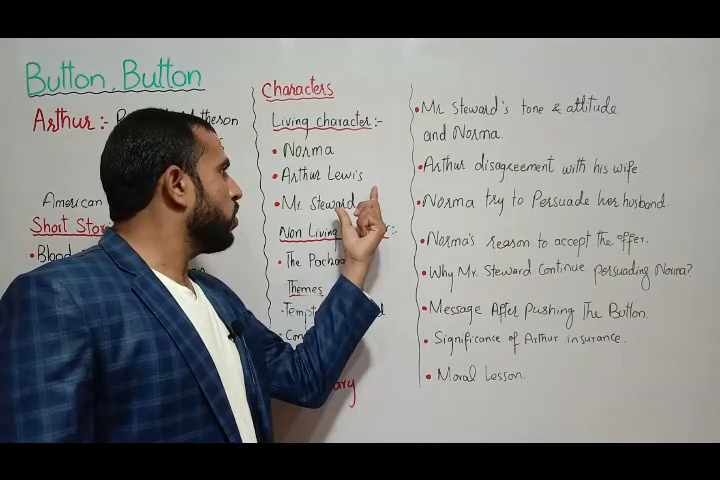 Button, Button
Arthur:-
American
Short Stor
Blood
Characters
Living character:-
Norma
Arthur Lewis
Mr. Steward
Non Living
The
Themes
Mr Steward's tone & attitude
and Norma.
Arthur disagreement with his wife
Norma try to Persuade her husband
Norma's reason to accept the offer.
Why Mr. Steward Continue persuading Norma?
Message After Pushing The Button.
Significance of Arthur insurance.
Moral Lesson.